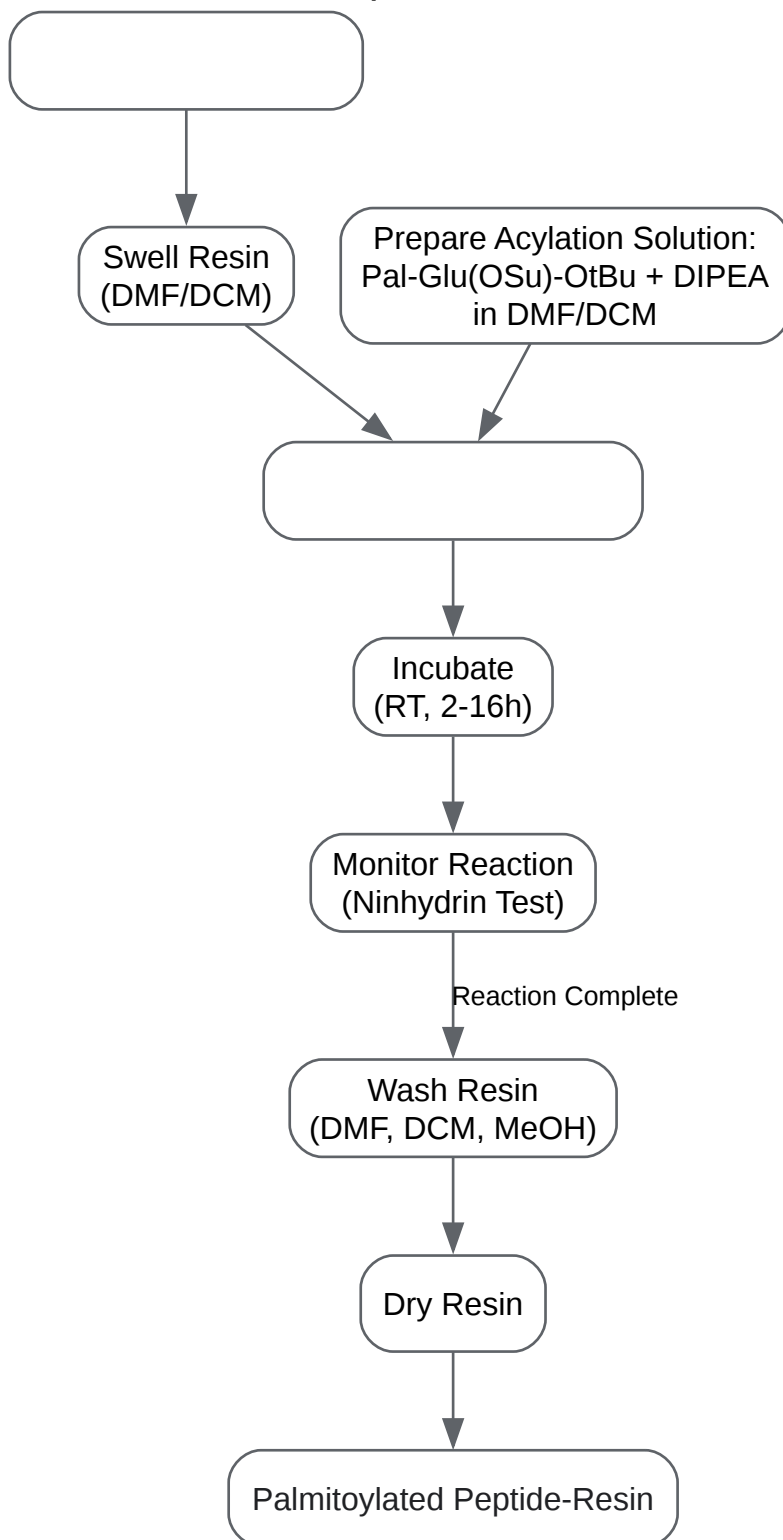 Swell Resin
(DMF/DCM)
Prepare Acylation Solution:
Pal-Glu(OSu)-OtBu + DIPEA
in DMF/DCM
Incubate
(RT, 2-16h)
Monitor Reaction
(Ninhydrin Test)
Reaction Complete
Wash Resin
(DMF, DCM, MeOH)
Dry Resin
Palmitoylated Peptide-Resin